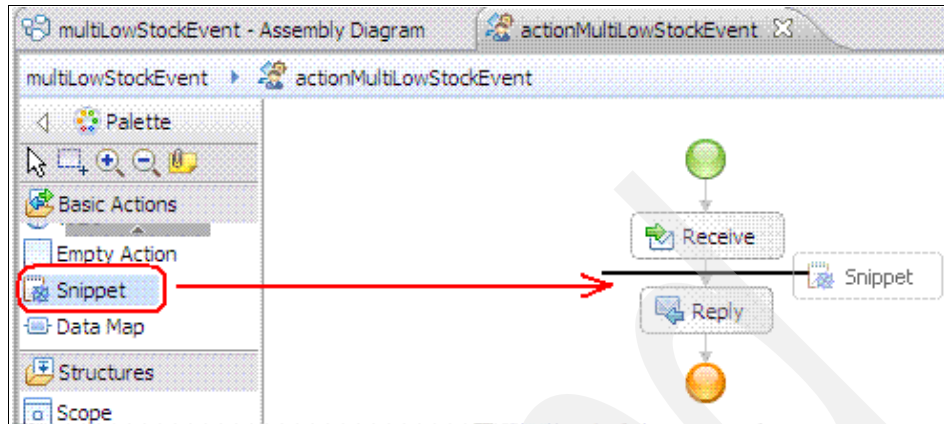 multiLowStockEvent - Assembly Diagram
actionMultiLowStockEvent
multiLowStockEvent
actionMultiLowStockEvent
Palette
Basic Actions
Empty Action
Snippet
Data Map
Structures
Scope
Receive
Snippet
Reply